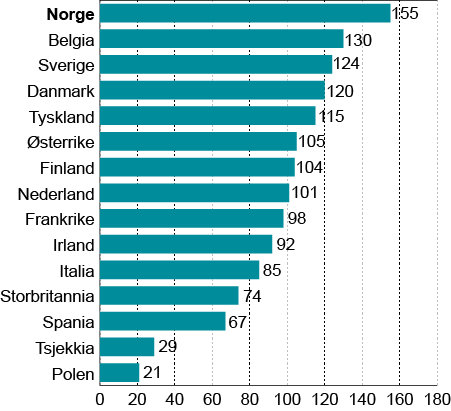 Norge 155
Belgia 130
Sverige 124
Danmark 120
Tyskland 115
Østerrike 105
Finland 104
Nederland 101
Frankrike 98
Irland 92
Italia 85
Storbritannia 74
Spania 67
Tsjekkia 29
Polen 21
0 20 40 60 80 100 120 140 160 180